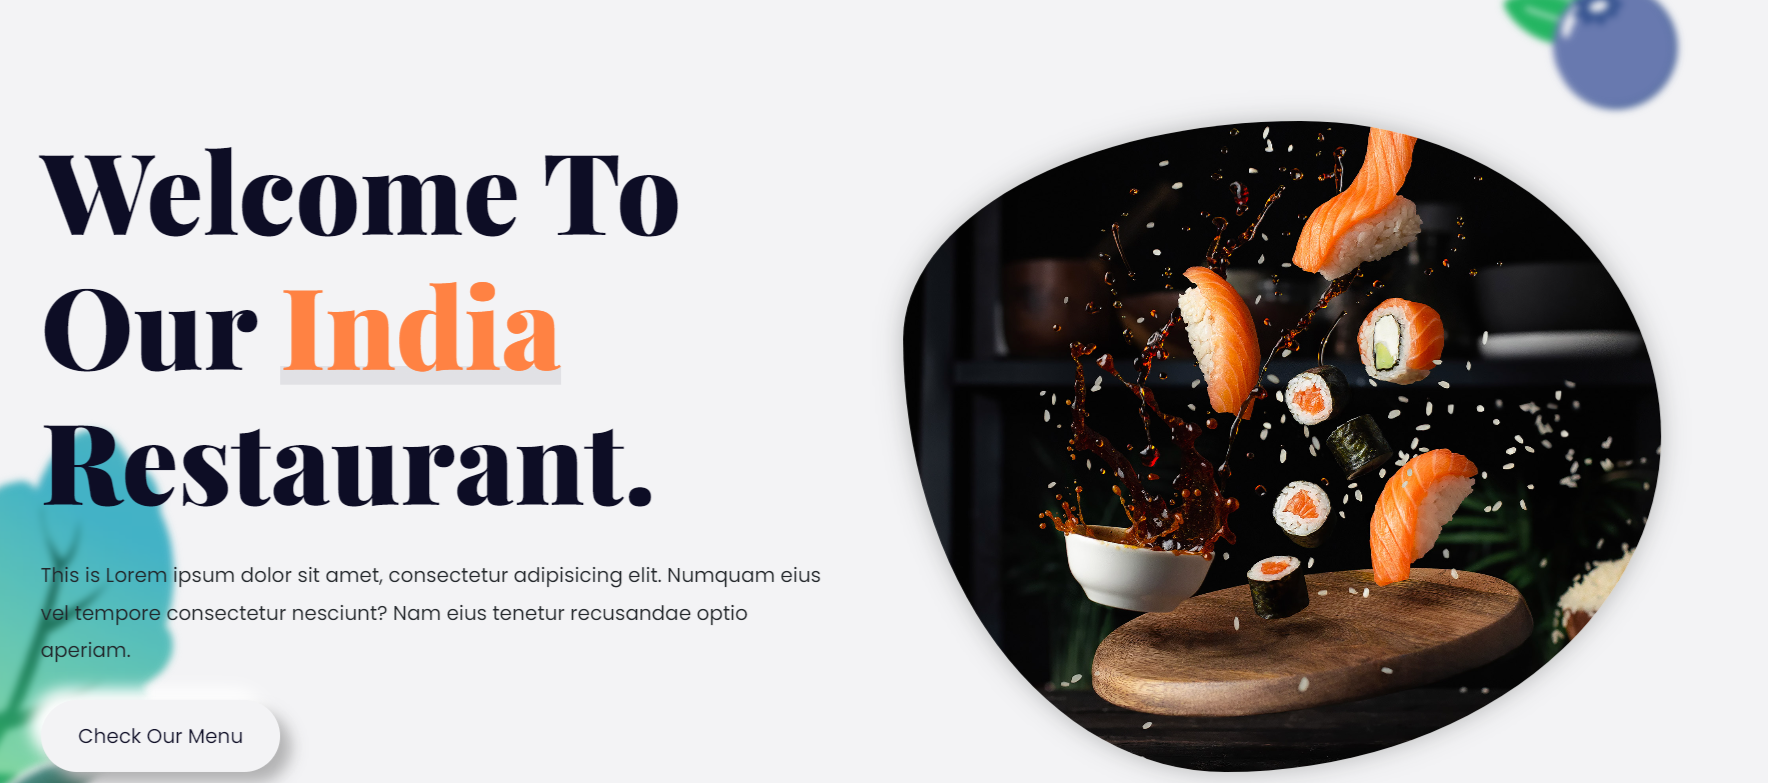 Welcome To
Our India
Restaurant.
This is Lorem ipsum dolor sit amet, consectetur adipisicing elit. Numquam eius
vel tempore consectetur nesciunt? Nam eius tenetur recusandae optio
aperiam.
Check Our Menu